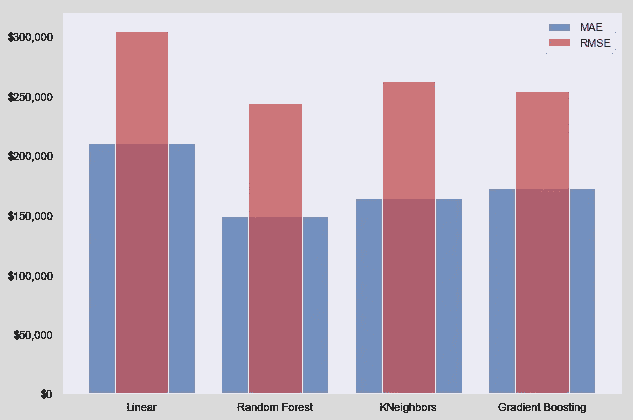 $300,000
$250,000
$200,000
$150,000
$100,000
$50,000
$0
MAE
RMSE
Linear
Random Forest
KNeighbors
Gradient Boosting